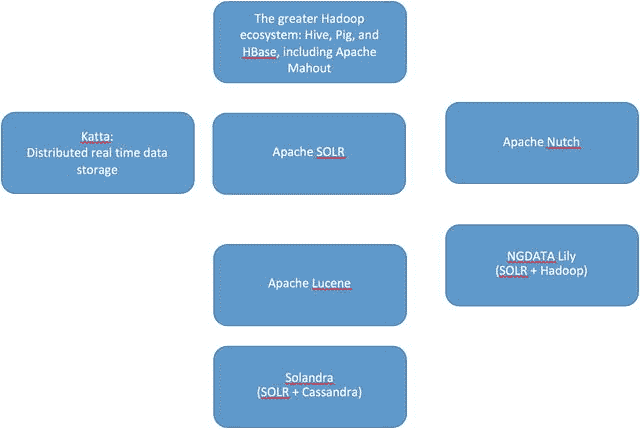 The greater Hadoop
ecosystem: Hive, Pig, and
HBase, including Apache
Mahout
Katta:
Distributed real time data
storage
Apache SOLR
Apache Nutch
Apache Lucene
NGDATA Lily
(SOLR + Hadoop)
Solandra
(SOLR + Cassandra)